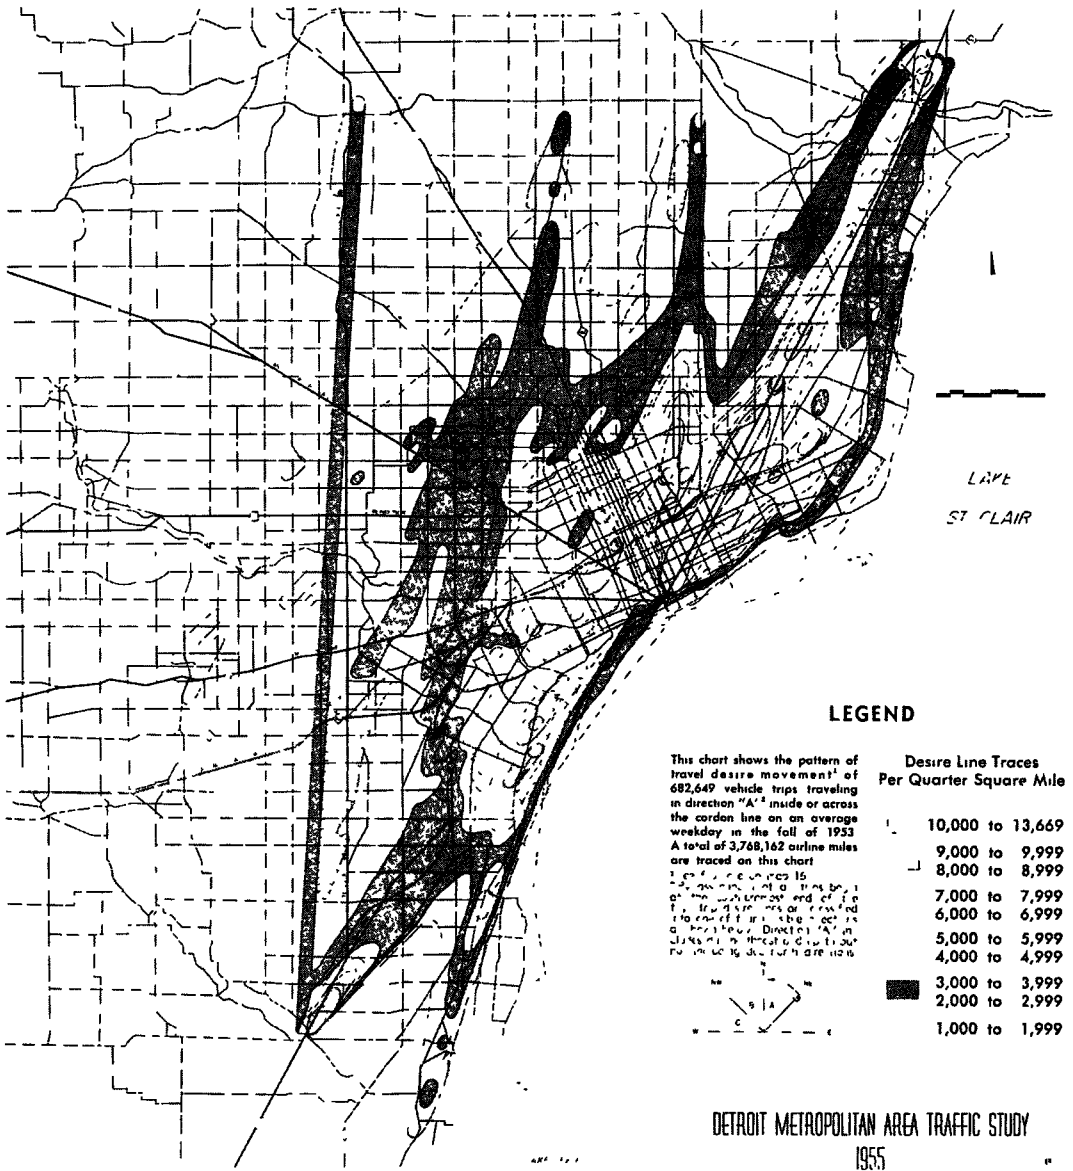 LAKE
ST CLAIR
LEGEND
This chart shows the pattern of
travel desire movement¹ of
682,649 vehicle trips traveling
in direction "A"² inside or across
the cordon line on an average
weekday in the fall of 1953
A total of 3,768,162 airline miles
are traced on this chart
Desire Line Traces
Per Quarter Square Mile
10,000 to 13,669
9,000 to 9,999
8,000 to 8,999
7,000 to 7,999
6,000 to 6,999
5,000 to 5,999
4,000 to 4,999
3,000 to 3,999
2,000 to 2,999
1,000 to 1,999
N
NW
B
A
C
W
E
DETROIT METROPOLITAN AREA TRAFFIC STUDY
1955